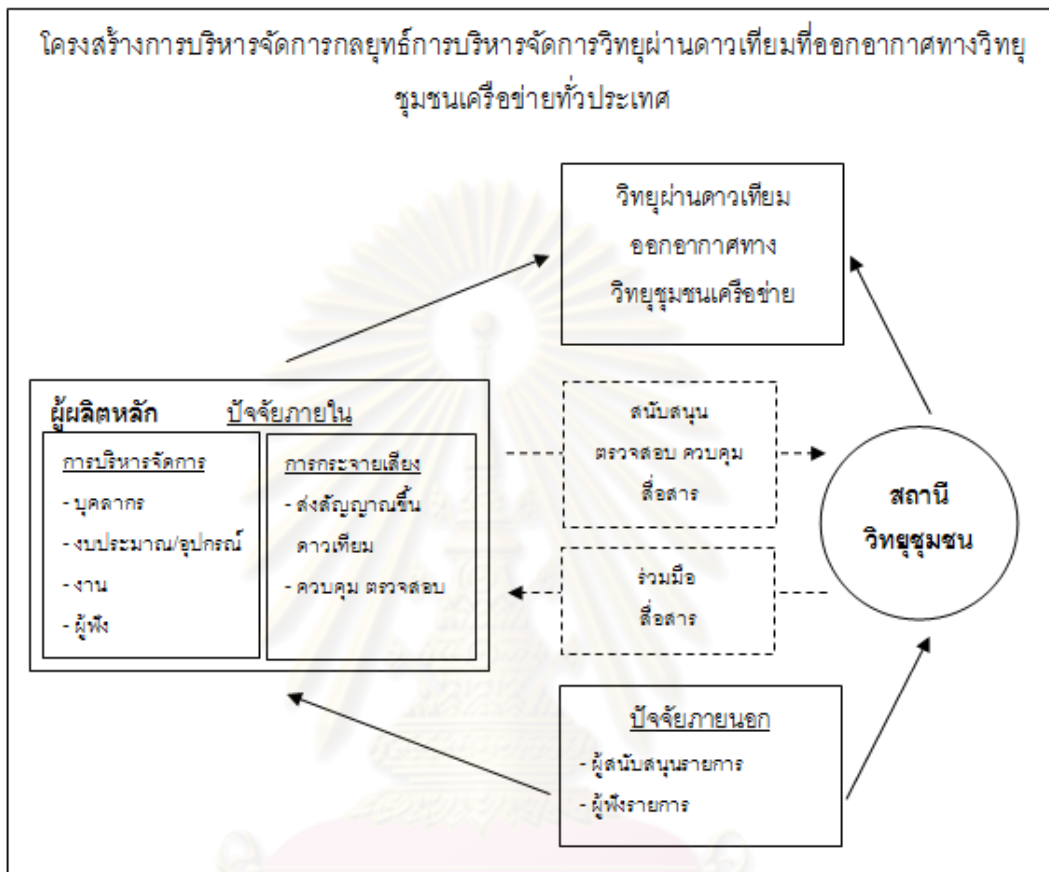 โครงสร้างการบริหารจัดการกลยุทธ์การบริหารจัดการวิทยุผ่านดาวเทียมที่ออกอากาศทางวิทยุ
ชุมชนเครือข่ายทั่วประเทศ
วิทยุผ่านดาวเทียม
ออกอากาศทาง
วิทยุชุมชนเครือข่าย
ผู้ผลิตหลัก ปัจจัยภายใน
การบริหารจัดการ
- บุคลากร
- งบประมาณ/อุปกรณ์
- งาน
- ผู้ฟัง
การกระจายเสียง
- ส่งสัญญาณขึ้น
ดาวเทียม
- ควบคุม ตรวจสอบ
สนับสนุน
ตรวจสอบ ควบคุม
สื่อสาร
ร่วมมือ
สื่อสาร
สถานี
วิทยุชุมชน
ปัจจัยภายนอก
- ผู้สนับสนุนรายการ
- ผู้ฟังรายการ